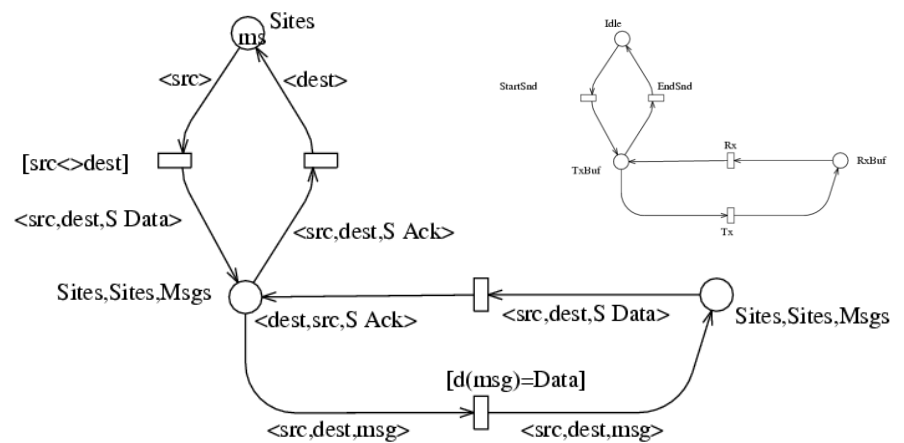 Sites
ms
<src>
<dest>
[src<>dest]
<src,dest,S Data>
<src,dest,S Ack>
Sites,Sites,Msgs
<dest,src,S Ack>
<src,dest,S Data>
Sites,Sites,Msgs
[d(msg)=Data]
<src,dest,msg>
<src,dest,msg>
Idle
StartSnd
EndSnd
TxBuf
Rx
RxBuf
Tx